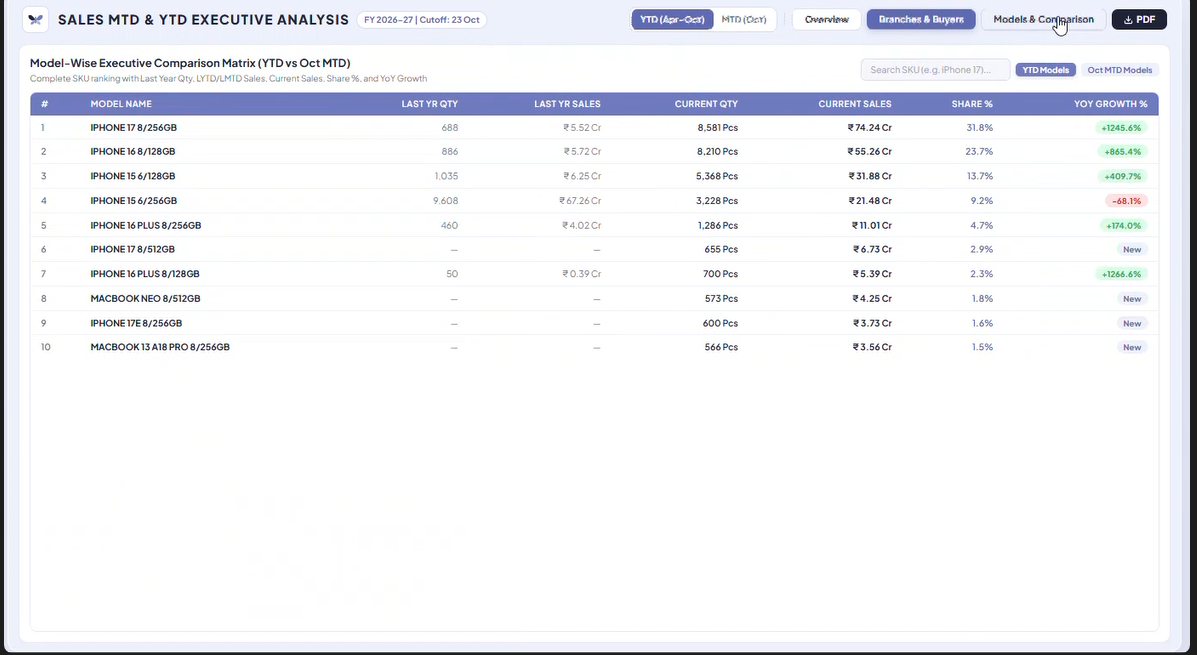 SALES MTD & YTD EXECUTIVE ANALYSIS FY 2026-27 | Cutoff: 23 Oct YTD (Apr-Oct) MTD (Oct) Overview Branches & Buyers Models & Comparison PDF
Model-Wise Executive Comparison Matrix (YTD vs Oct MTD)
Complete SKU ranking with Last Year Qty, LYTD/LMTD Sales, Current Sales, Share %, and YoY Growth
Search SKU (e.g. iPhone 17)... YTD Models Oct MTD Models
# MODEL NAME LAST YR QTY LAST YR SALES CURRENT QTY CURRENT SALES SHARE % YOY GROWTH %
1 IPHONE 17 8/256GB 688 ₹ 5.52 Cr 8,581 Pcs ₹ 74.24 Cr 31.8% +1245.6%
2 IPHONE 16 8/128GB 886 ₹ 5.72 Cr 8,210 Pcs ₹ 55.26 Cr 23.7% +865.4%
3 IPHONE 15 6/128GB 1,035 ₹ 6.25 Cr 5,368 Pcs ₹ 31.88 Cr 13.7% +409.7%
4 IPHONE 15 6/256GB 9,608 ₹ 67.26 Cr 3,228 Pcs ₹ 21.48 Cr 9.2% -68.1%
5 IPHONE 16 PLUS 8/256GB 460 ₹ 4.02 Cr 1,286 Pcs ₹ 11.01 Cr 4.7% +174.0%
6 IPHONE 17 8/512GB — — 655 Pcs ₹ 6.73 Cr 2.9% New
7 IPHONE 16 PLUS 8/128GB 50 ₹ 0.39 Cr 700 Pcs ₹ 5.39 Cr 2.3% +1266.6%
8 MACBOOK NEO 8/512GB — — 573 Pcs ₹ 4.25 Cr 1.8% New
9 IPHONE 17E 8/256GB — — 600 Pcs ₹ 3.73 Cr 1.6% New
10 MACBOOK 13 A18 PRO 8/256GB — — 566 Pcs ₹ 3.56 Cr 1.5% New